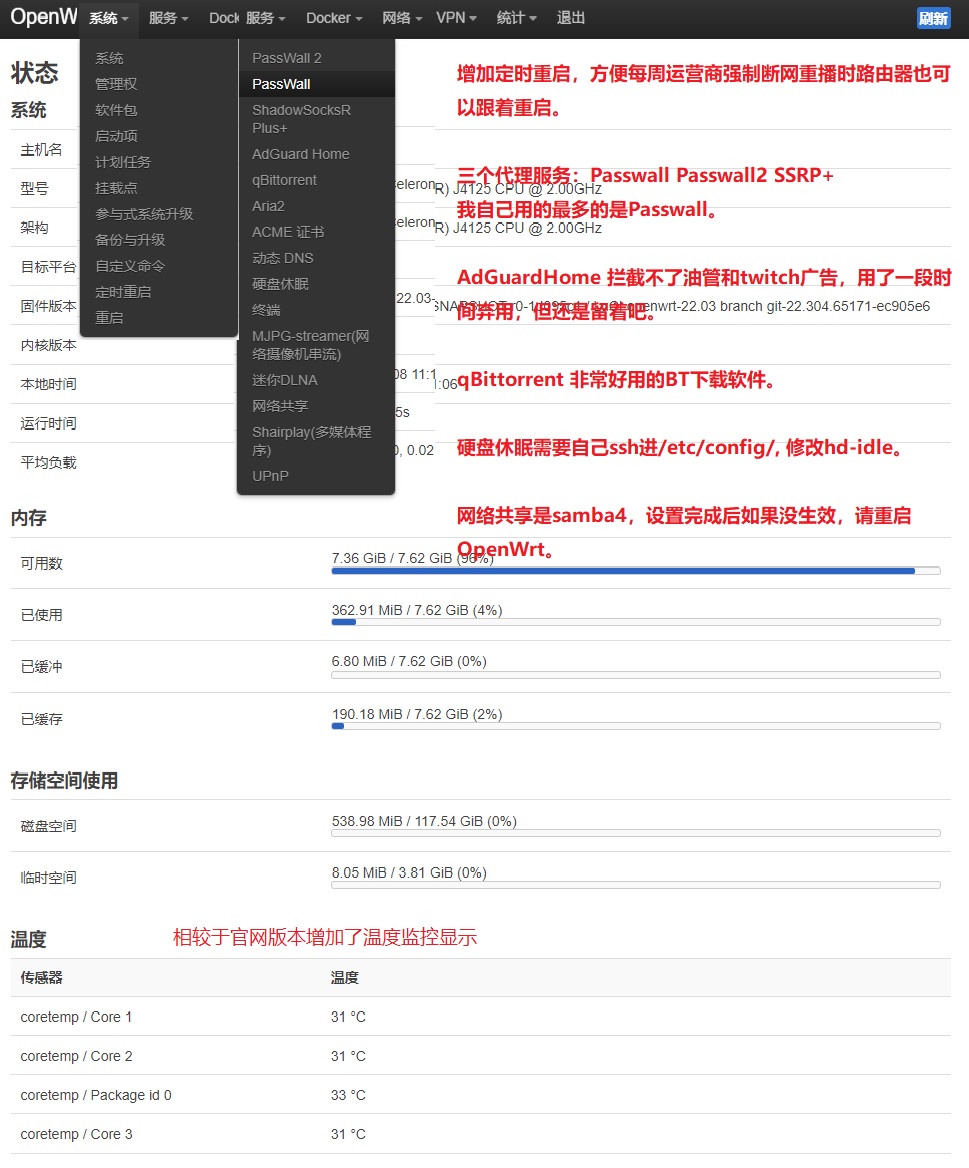 OpenW 系统 服务 Dock 服务 Docker 网络 VPN 统计 退出 刷新
系统
管理权
软件包
启动项
计划任务
挂载点
参与式系统升级
备份与升级
自定义命令
定时重启
重启
PassWall 2
PassWall
ShadowSocksR
Plus+
AdGuard Home
qBittorrent
Aria2
ACME 证书
动态 DNS
硬盘休眠
终端
MJPG-streamer(网
络摄像机串流)
迷你DLNA
网络共享
Shairplay(多媒体程
序)
UPnP
增加定时重启，方便每周运营商强制断网重播时路由器也可
以跟着重启。
三个代理服务：Passwall Passwall2 SSRP+
我自己用的最多的是Passwall。
AdGuardHome 拦截不了油管和twitch广告，用了一段时
间弃用，但还是留着吧。
qBittorrent 非常好用的BT下载软件。
硬盘休眠需要自己ssh进/etc/config/, 修改hd-idle。
网络共享是samba4，设置完成后如果没生效，请重启
OpenWrt。
状态
系统
主机名
型号 eleron R) J4125 CPU @ 2.00GHz
架构 eleron R) J4125 CPU @ 2.00GHz
目标平台
固件版本 22.03- openwrt-22.03 branch git-22.304.65171-ec905e6
内核版本
本地时间 08 11:1 1:06
运行时间 5s
平均负载 0, 0.02
内存
可用数 7.36 GiB / 7.62 GiB (96%)
已使用 362.91 MiB / 7.62 GiB (4%)
已缓冲 6.80 MiB / 7.62 GiB (0%)
已缓存 190.18 MiB / 7.62 GiB (2%)
存储空间使用
磁盘空间 538.98 MiB / 117.54 GiB (0%)
临时空间 8.05 MiB / 3.81 GiB (0%)
温度 相较于官网版本增加了温度监控显示
传感器 温度
coretemp / Core 1 31 °C
coretemp / Core 2 31 °C
coretemp / Package id 0 33 °C
coretemp / Core 3 31 °C